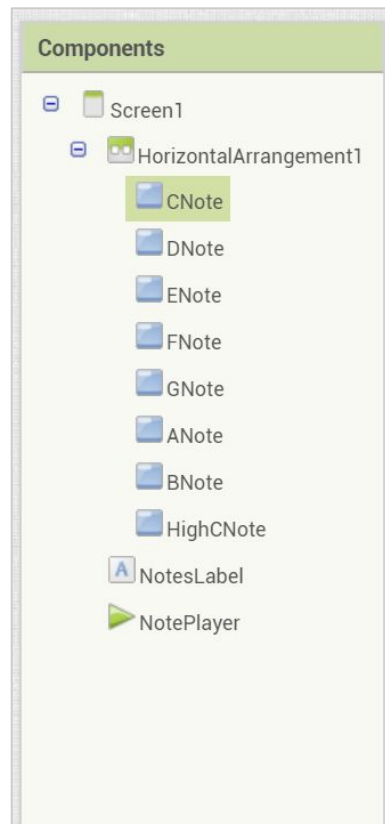 Components
Screen1
HorizontalArrangement1
CNote
DNote
ENote
FNote
GNote
ANote
BNote
HighCNote
A NotesLabel
NotePlayer